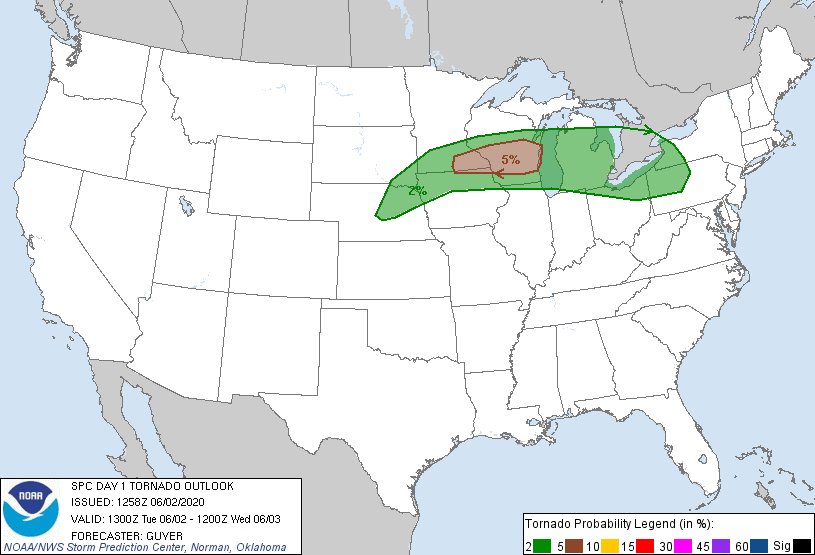 5%
2%
NOAA
SPC DAY 1 TORNADO OUTLOOK
ISSUED: 1258Z 06/02/2020
VALID: 1300Z Tue 06/02 - 1200Z Wed 06/03
FORECASTER: GUYER
NOAA/NWS Storm Prediction Center, Norman, Oklahoma
Tornado Probability Legend (in %):
2 5 10 15 30 45 60 Sig